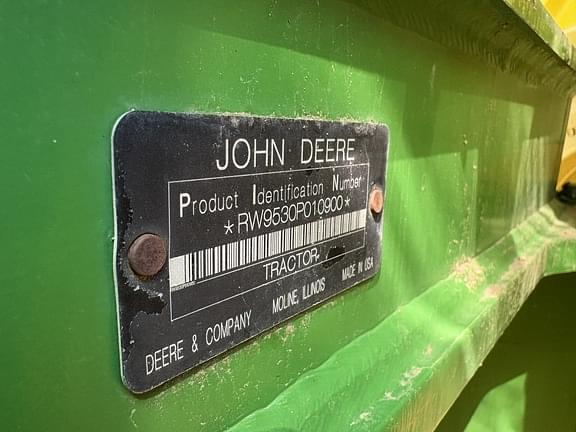 JOHN DEERE
Product Identification Number
*RW9530P010900*
TRACTOR
DEERE & COMPANY MOLINE, ILLINOIS MADE IN USA